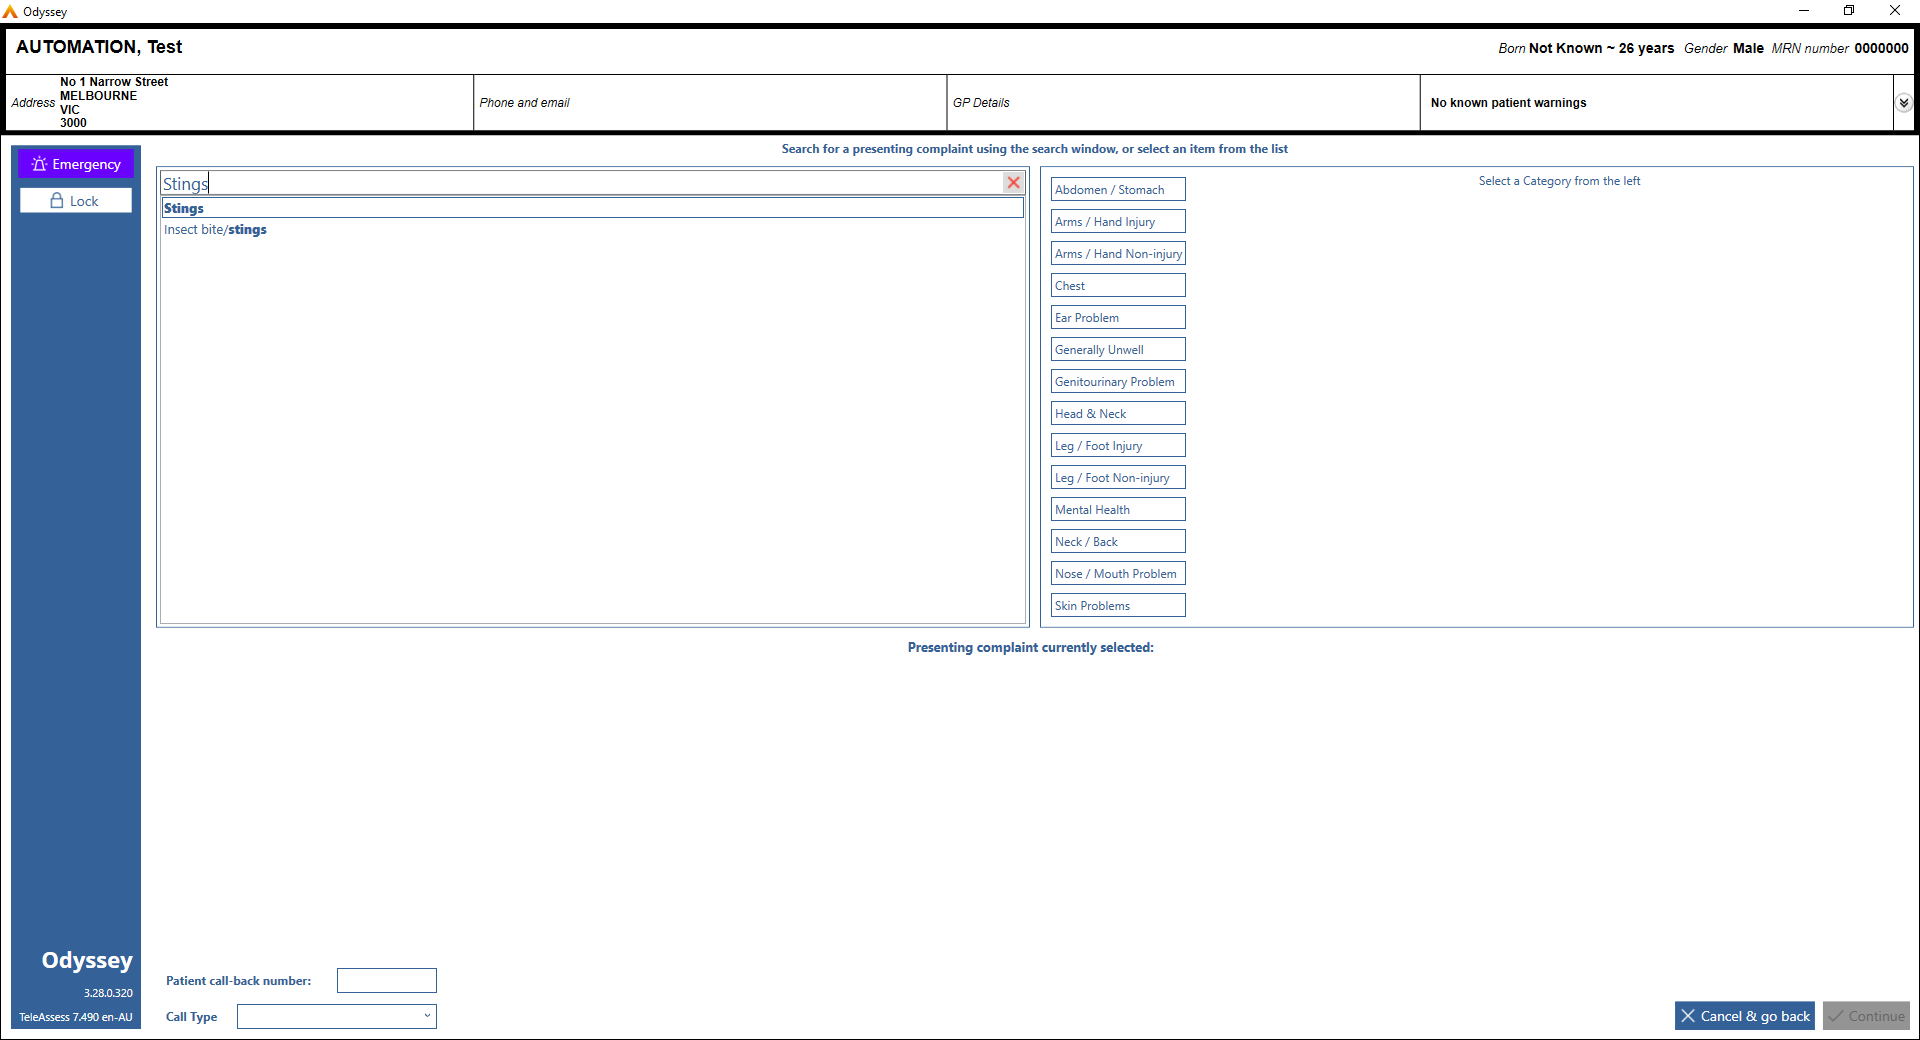 Odyssey
AUTOMATION, Test
Born Not Known ~ 26 years Gender Male MRN number 0000000
Address
No 1 Narrow Street
MELBOURNE
VIC
3000
Phone and email
GP Details
No known patient warnings
Emergency
Lock
Search for a presenting complaint using the search window, or select an item from the list
Stings
Stings
Insect bite/stings
Abdomen / Stomach
Arms / Hand Injury
Arms / Hand Non-injury
Chest
Ear Problem
Generally Unwell
Genitourinary Problem
Head & Neck
Leg / Foot Injury
Leg / Foot Non-injury
Mental Health
Neck / Back
Nose / Mouth Problem
Skin Problems
Select a Category from the left
Presenting complaint currently selected:
Odyssey
3.28.0.320
TeleAssess 7.490 en-AU
Patient call-back number:
Call Type
Cancel & go back
Continue